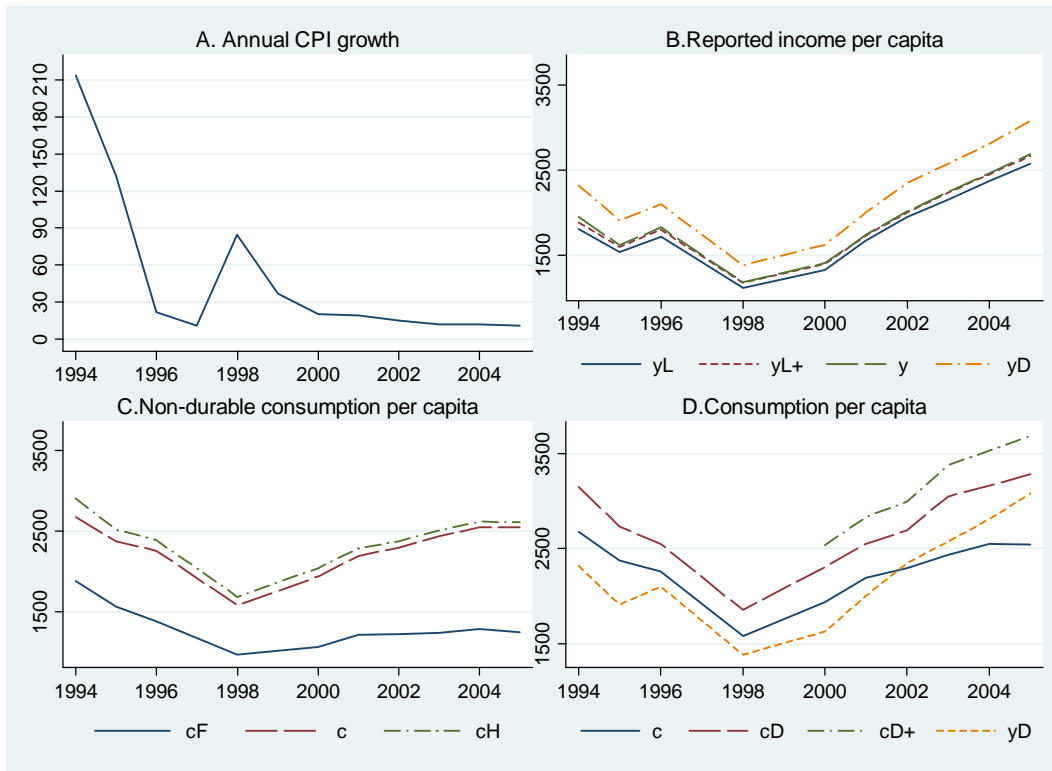 A. Annual CPI growth
210
180
150
120
90
60
30
0
1994 1996 1998 2000 2002 2004
B.Reported income per capita
3500
2500
1500
1994 1996 1998 2000 2002 2004
yL yL+ y yD
C.Non-durable consumption per capita
3500
2500
1500
1994 1996 1998 2000 2002 2004
cF c cH
D.Consumption per capita
3500
2500
1500
1994 1996 1998 2000 2002 2004
c cD cD+ yD